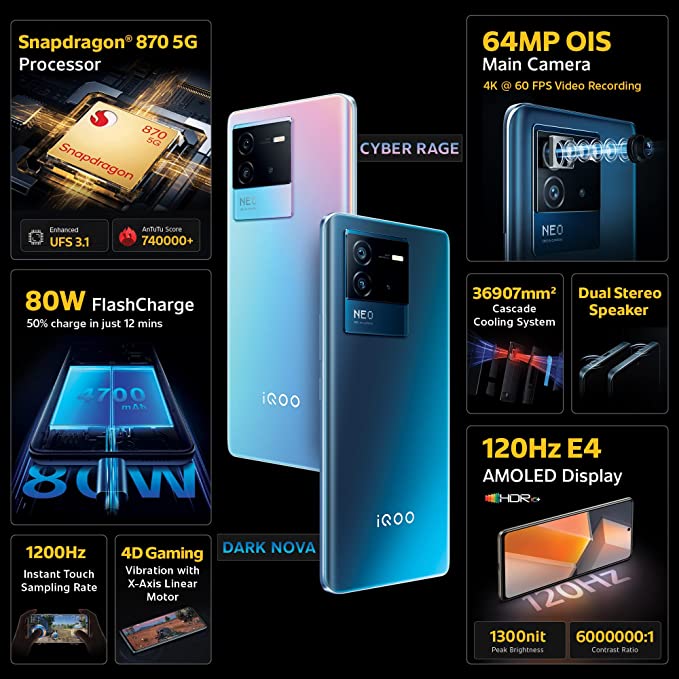 Snapdragon® 870 5G
Processor
870
5G
Snapdragon
Enhanced
UFS 3.1
AnTuTu Score
740000+
80W FlashCharge
50% charge in just 12 mins
4700
mAh
80W
1200Hz
Instant Touch
Sampling Rate
4D Gaming
Vibration with
X-Axis Linear
Motor
CYBER RAGE
NEO
iQOO
NEO
iQOO
DARK NOVA
64MP OIS
Main Camera
4K @ 60 FPS Video Recording
NEO
36907mm²
Cascade
Cooling System
Dual Stereo
Speaker
120Hz E4
AMOLED Display
HDR
120Hz
1300nit
Peak Brightness
6000000:1
Contrast Ratio